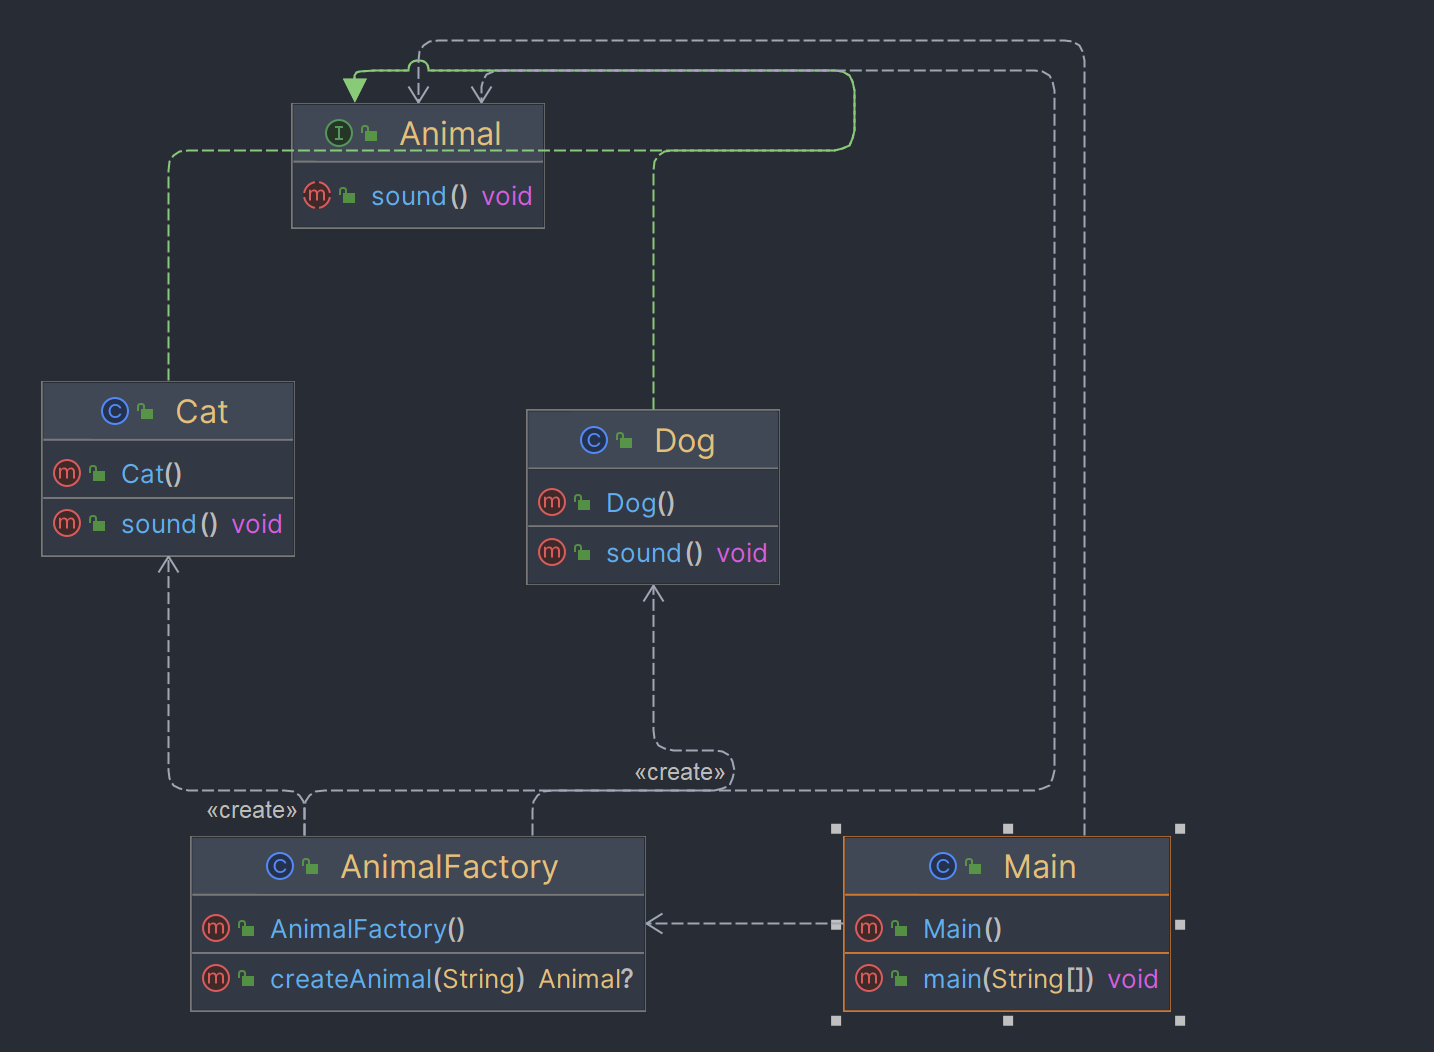 I Animal
m sound() void
C Cat
m Cat()
m sound() void
C Dog
m Dog()
m sound() void
«create»
«create»
C AnimalFactory
m AnimalFactory()
m createAnimal(String) Animal?
C Main
m Main()
m main(String[]) void